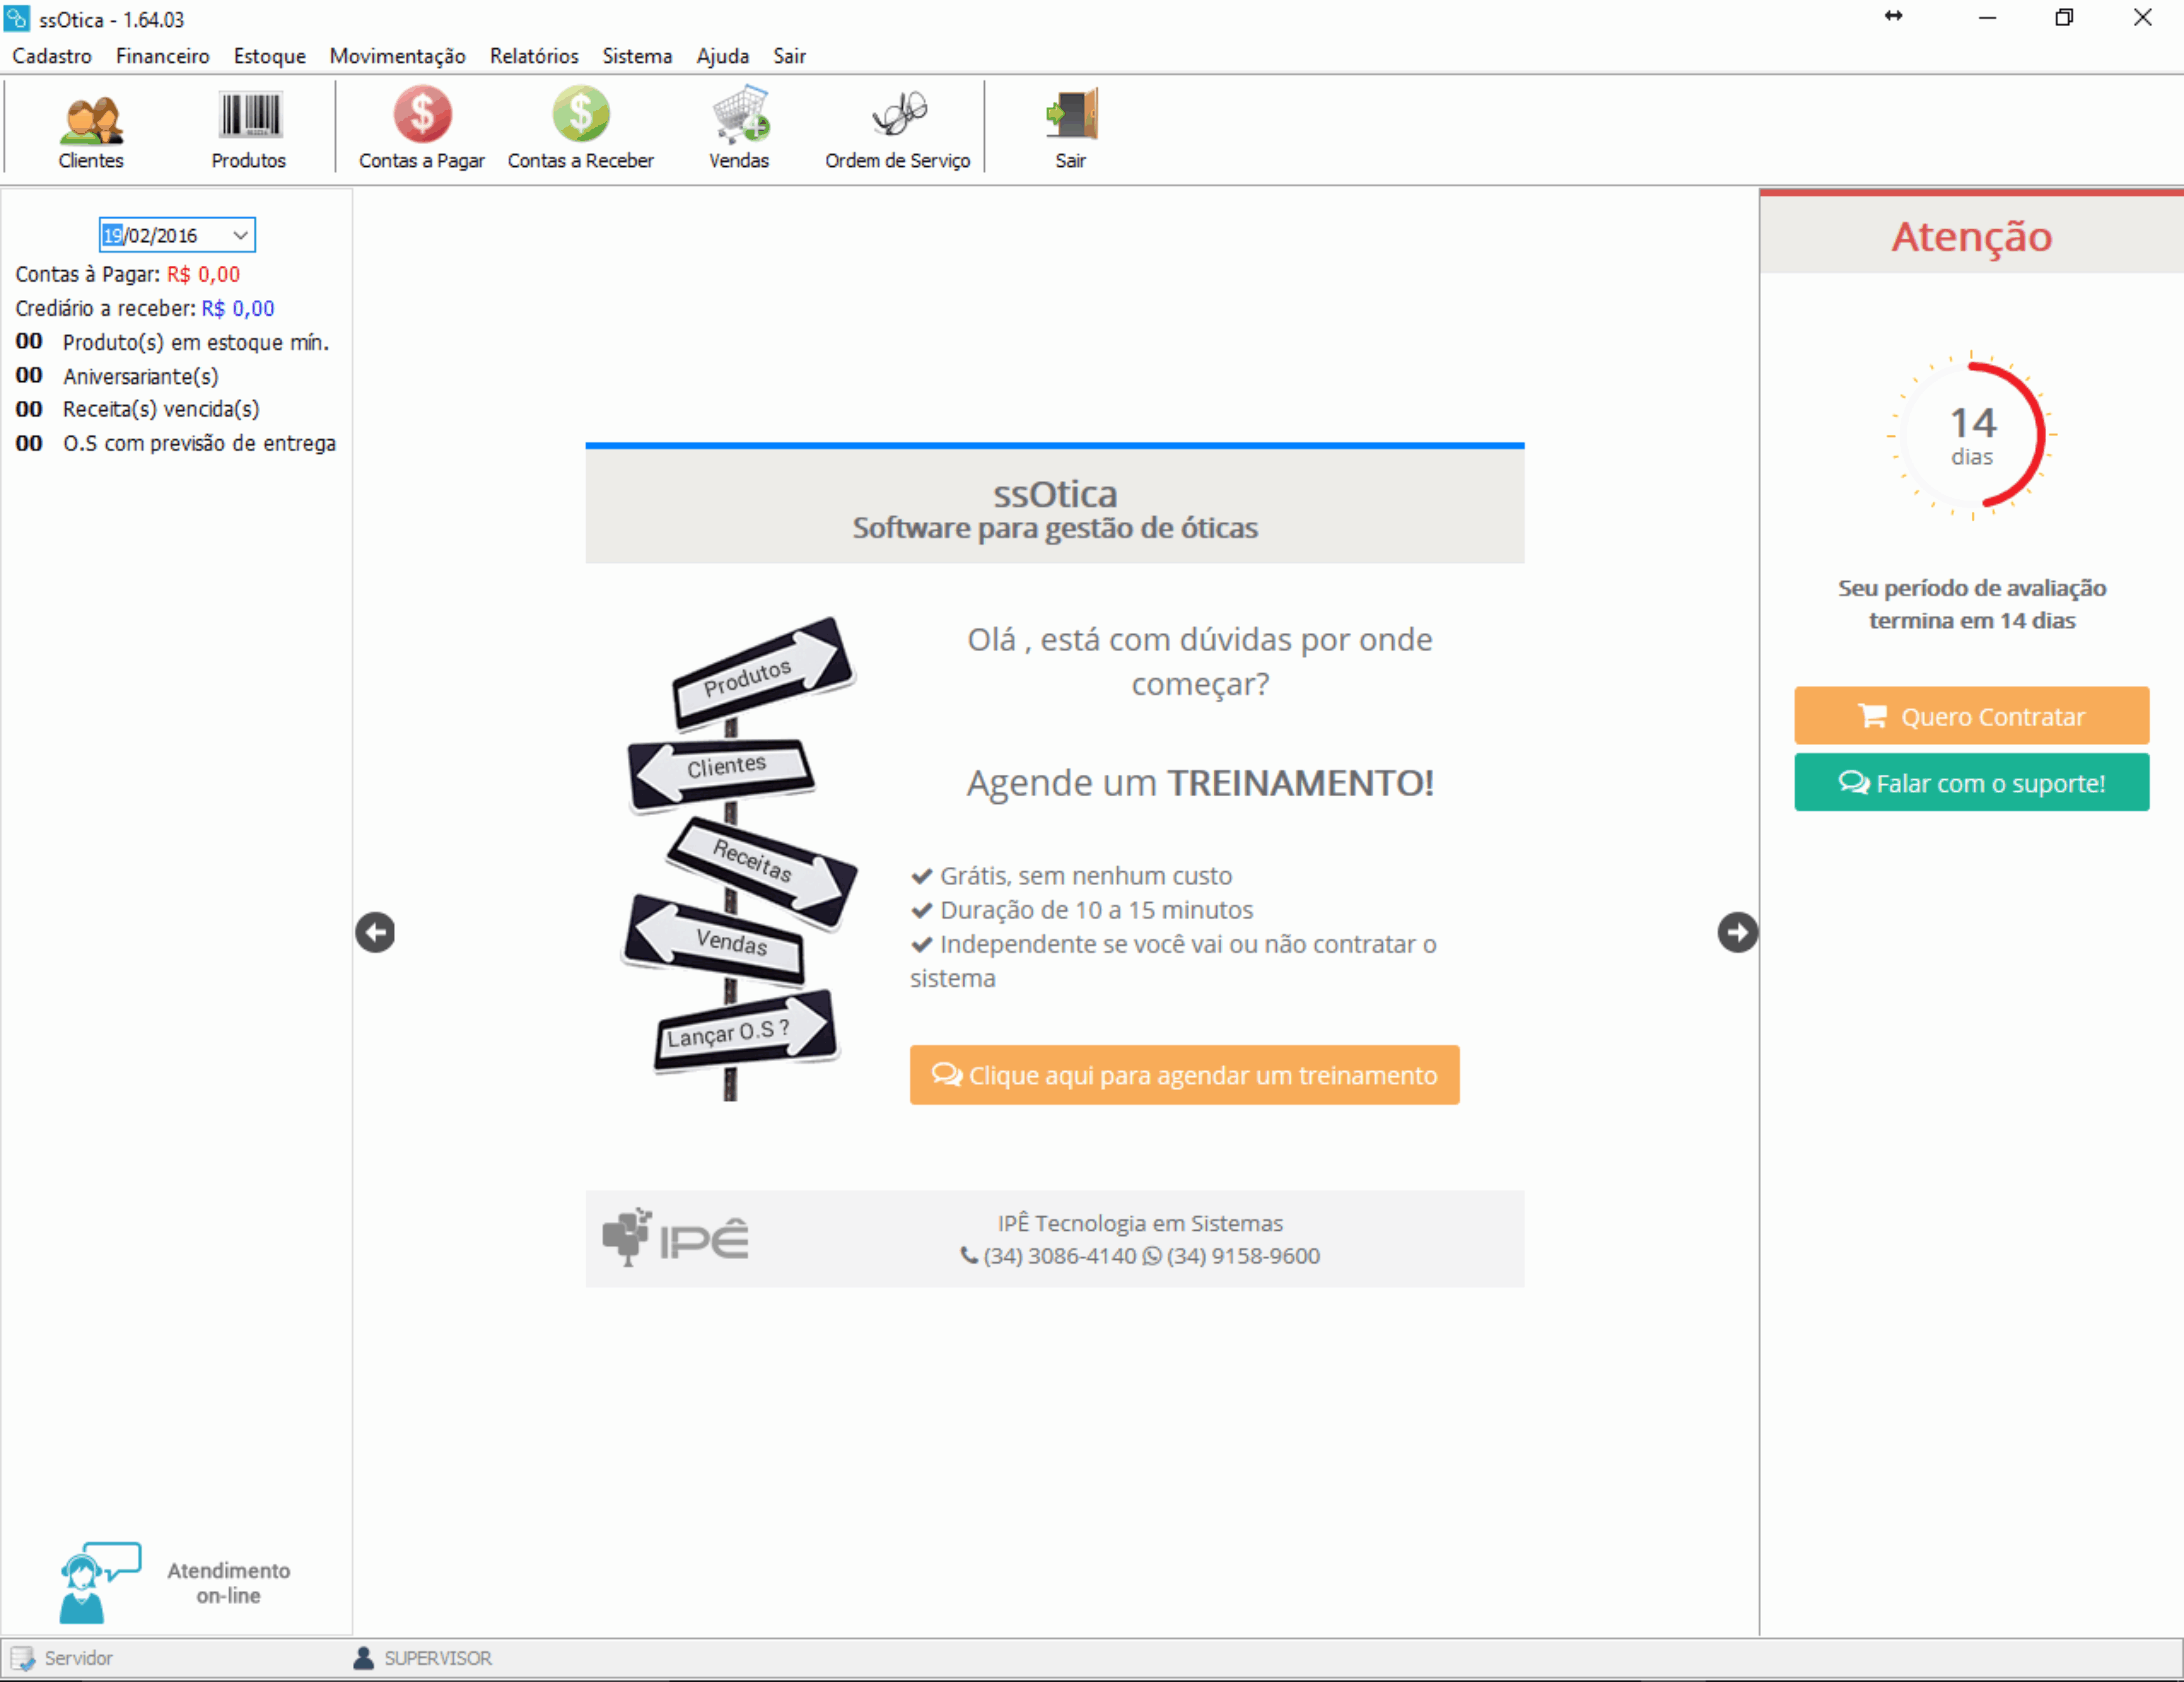 ssOtica - 1.64.03
Cadastro Financeiro Estoque Movimentação Relatórios Sistema Ajuda Sair
Clientes Produtos Contas a Pagar Contas a Receber Vendas Ordem de Serviço Sair
19/02/2016
Contas à Pagar: R$ 0,00
Crediário a receber: R$ 0,00
00 Produto(s) em estoque mín.
00 Aniversariante(s)
00 Receita(s) vencida(s)
00 O.S com previsão de entrega
ssOtica
Software para gestão de óticas
Produtos
Clientes
Receitas
Vendas
Lançar O.S ?
Olá , está com dúvidas por onde
começar?
Agende um TREINAMENTO!
Grátis, sem nenhum custo
Duração de 10 a 15 minutos
Independente se você vai ou não contratar o
sistema
Clique aqui para agendar um treinamento
IPÊ
IPÊ Tecnologia em Sistemas
(34) 3086-4140 (34) 9158-9600
Atenção
14
dias
Seu período de avaliação
termina em 14 dias
Quero Contratar
Falar com o suporte!
Atendimento
on-line
Servidor SUPERVISOR